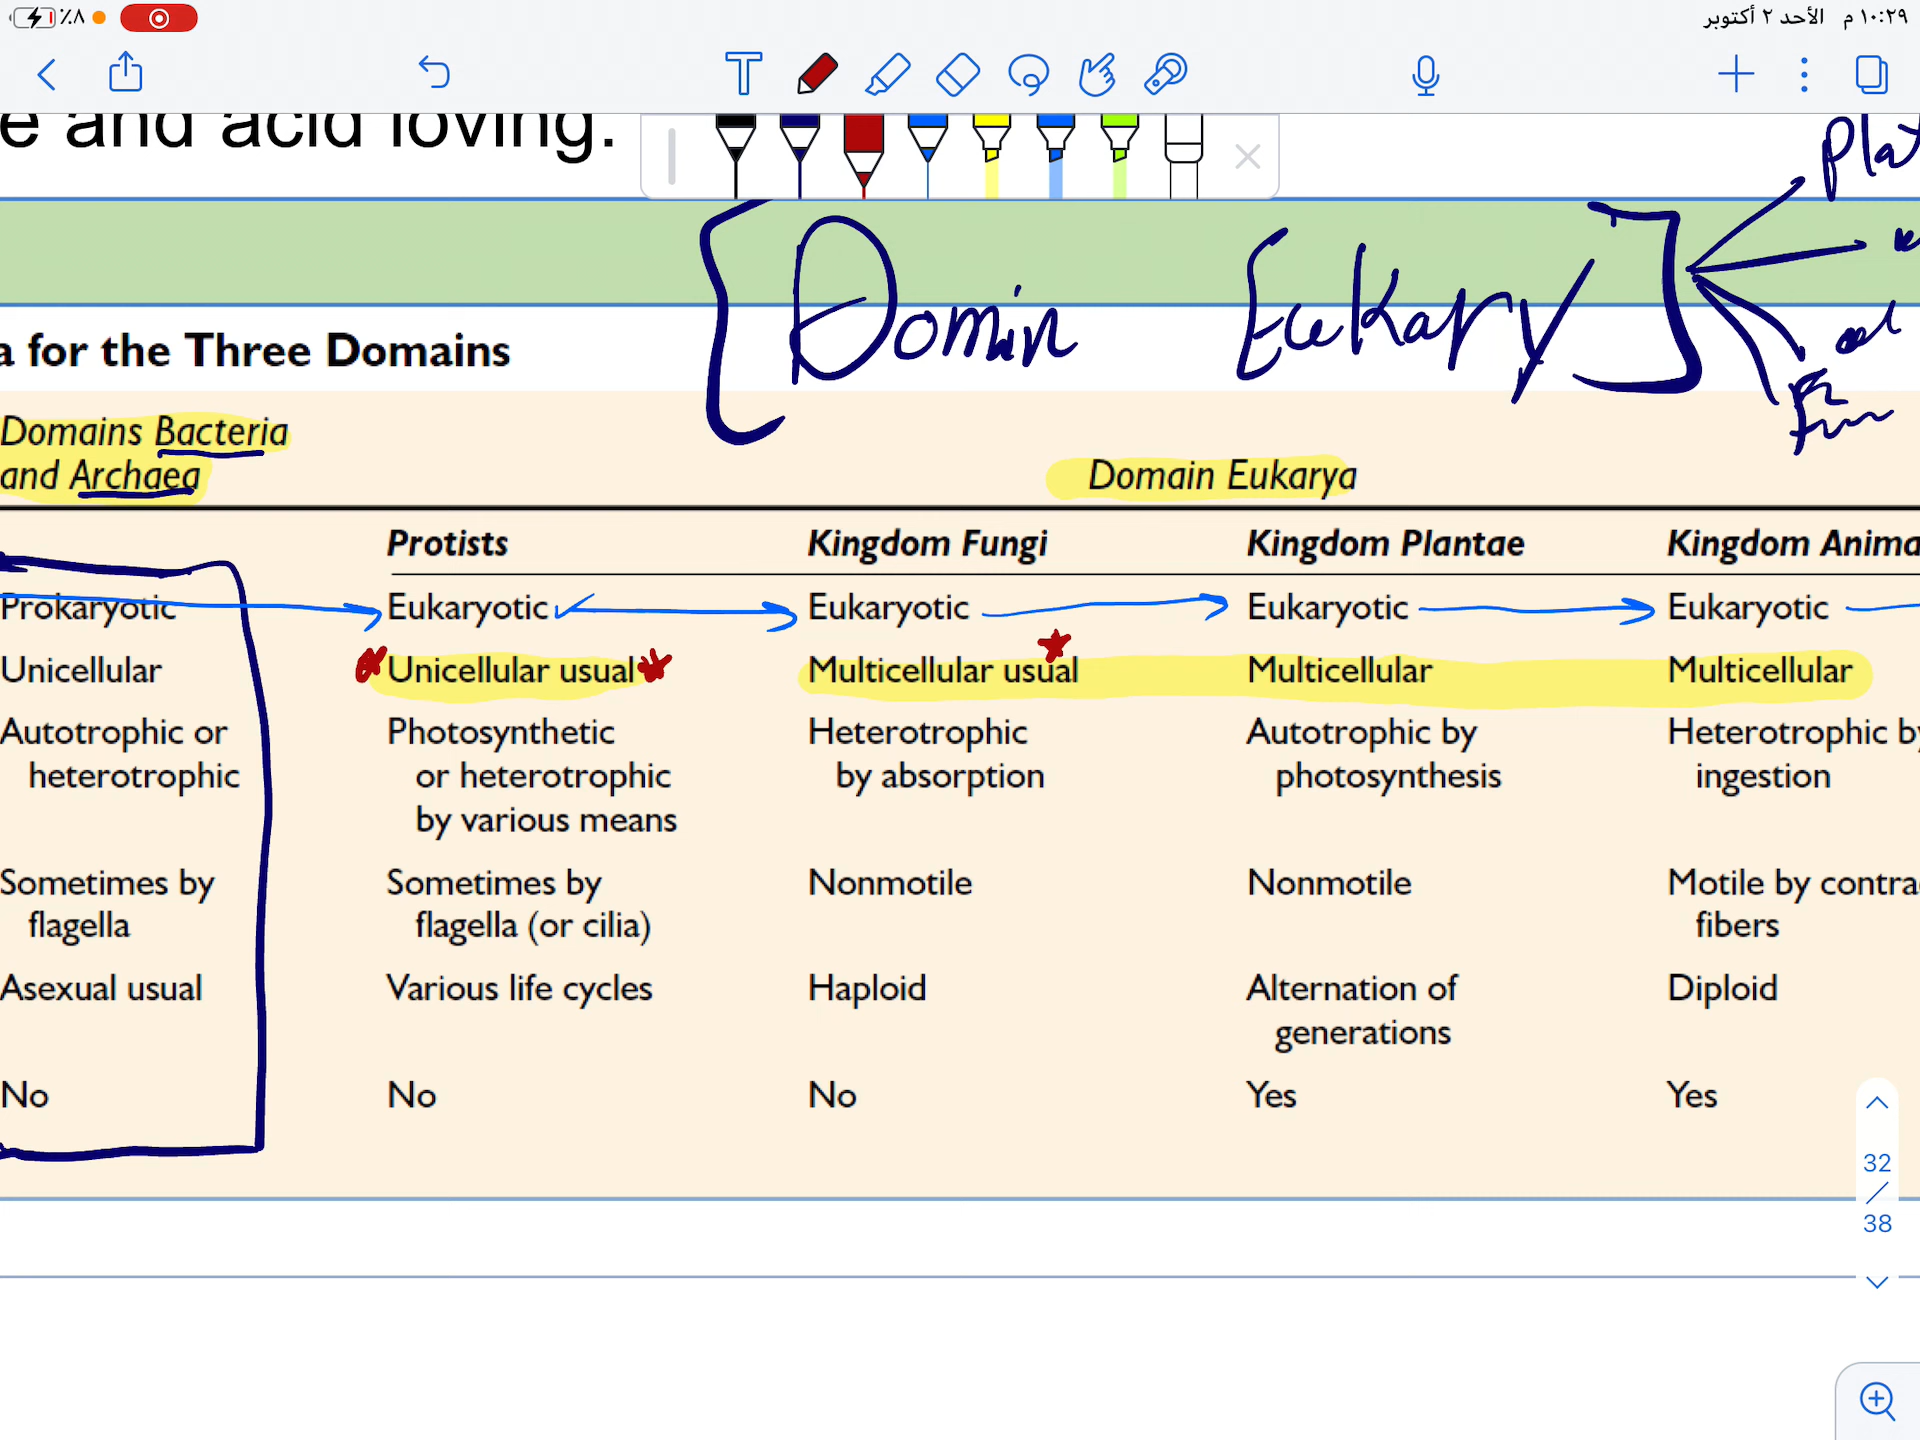 ٪٨
١٠:٢٩ م الأحد ٢ أكتوبر
e and acid loving.
Domin Eukary
a for the Three Domains
Domains Bacteria
and Archaea
Domain Eukarya
Protists Kingdom Fungi Kingdom Plantae Kingdom Anima
Prokaryotic Eukaryotic Eukaryotic Eukaryotic Eukaryotic
Unicellular Unicellular usual Multicellular usual Multicellular Multicellular
Autotrophic or Photosynthetic Heterotrophic Autotrophic by Heterotrophic by
heterotrophic or heterotrophic by absorption photosynthesis ingestion
by various means
Sometimes by Sometimes by Nonmotile Nonmotile Motile by contra
flagella flagella (or cilia) fibers
Asexual usual Various life cycles Haploid Alternation of Diploid
generations
No No No Yes Yes
32
38